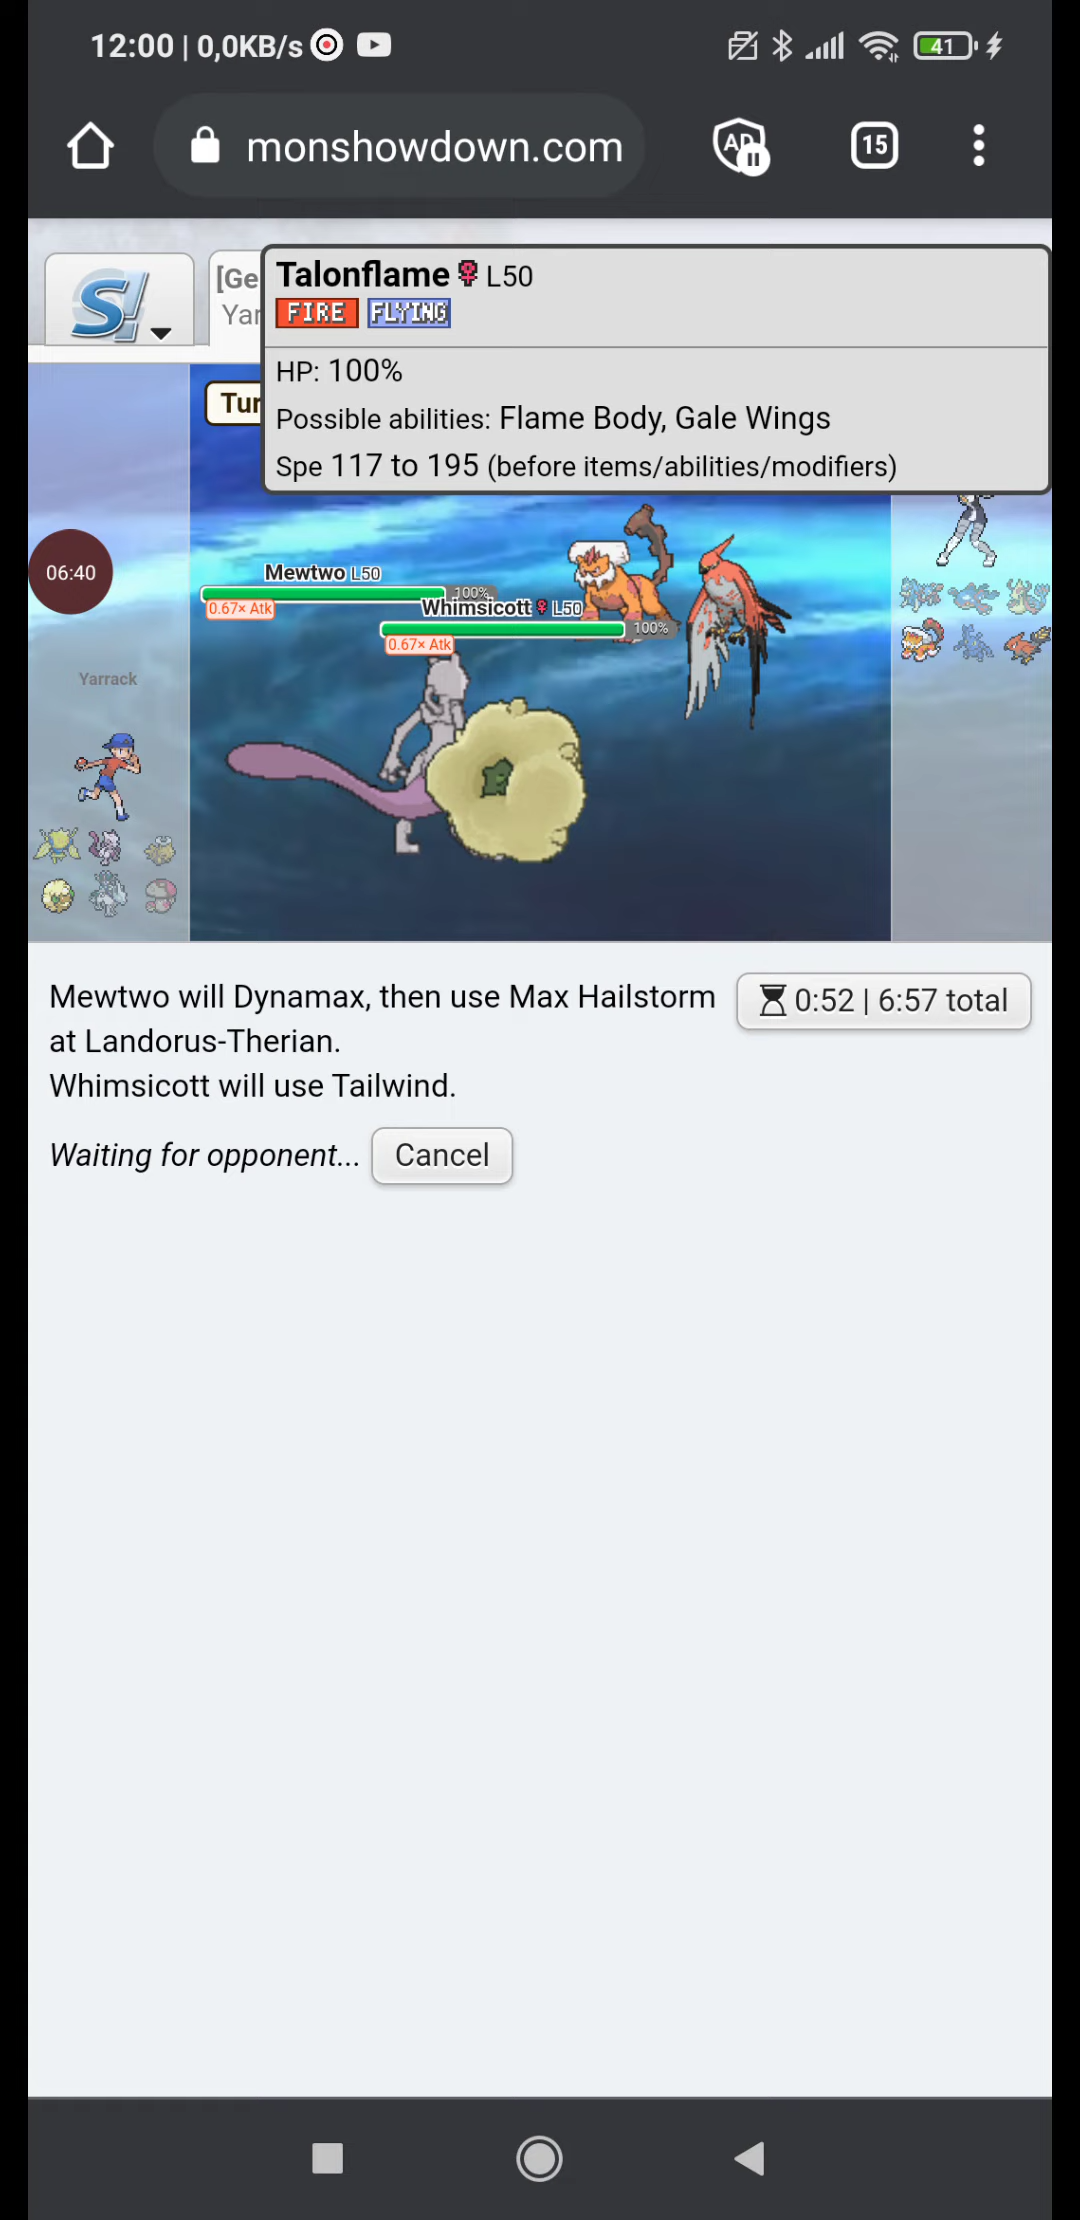 12:00 | 0,0KB/s
41
monshowdown.com
AD
15
S!
[Ge
Yar
Talonflame L50
FIRE FLYING
HP: 100%
Possible abilities: Flame Body, Gale Wings
Spe 117 to 195 (before items/abilities/modifiers)
Tur
06:40
Mewtwo L50
100%
0.67× Atk
Whimsicott L50
100%
0.67× Atk
Yarrack
Mewtwo will Dynamax, then use Max Hailstorm
at Landorus-Therian.
Whimsicott will use Tailwind.
0:52 | 6:57 total
Waiting for opponent...
Cancel